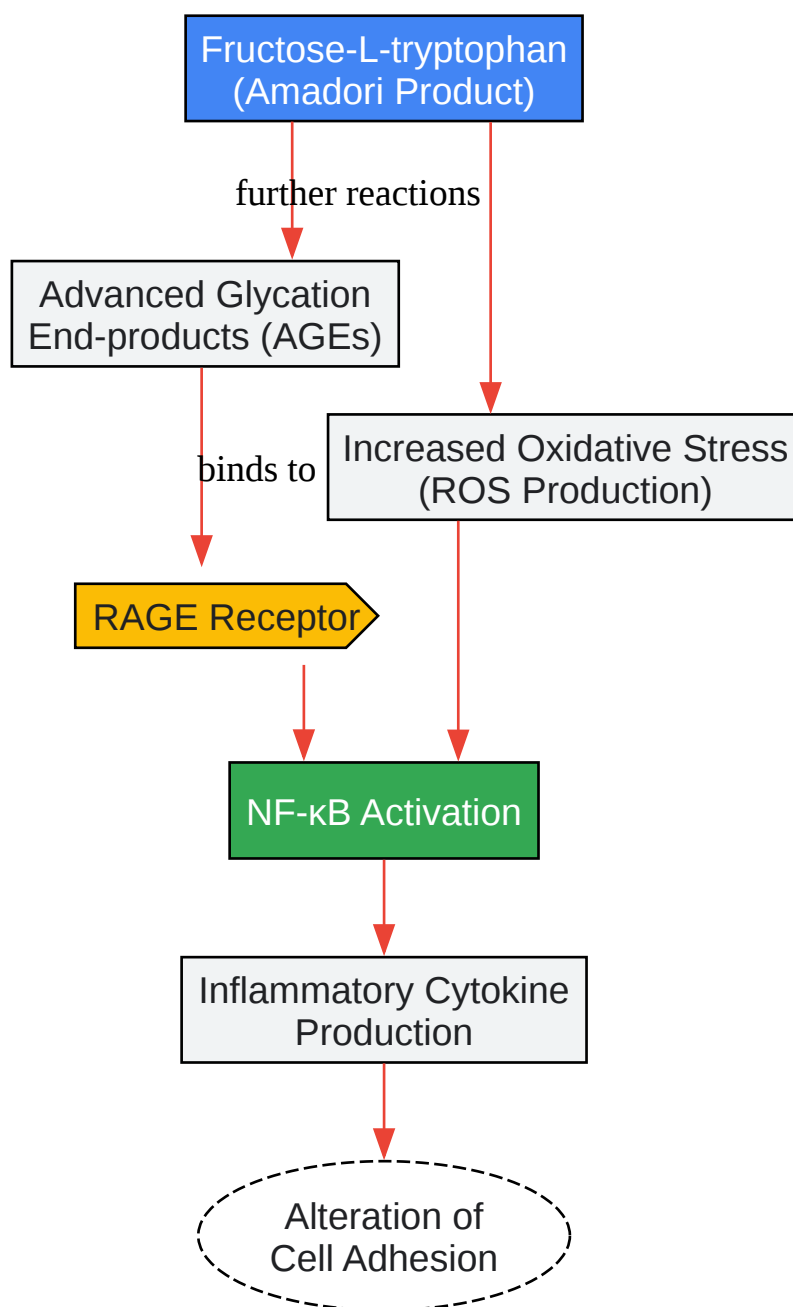 Fructose-L-tryptophan
(Amadori Product)
further reactions
Advanced Glycation
End-products (AGEs)
binds to
Increased Oxidative Stress
(ROS Production)
RAGE Receptor
NF-κB Activation
Inflammatory Cytokine
Production
Alteration of
Cell Adhesion